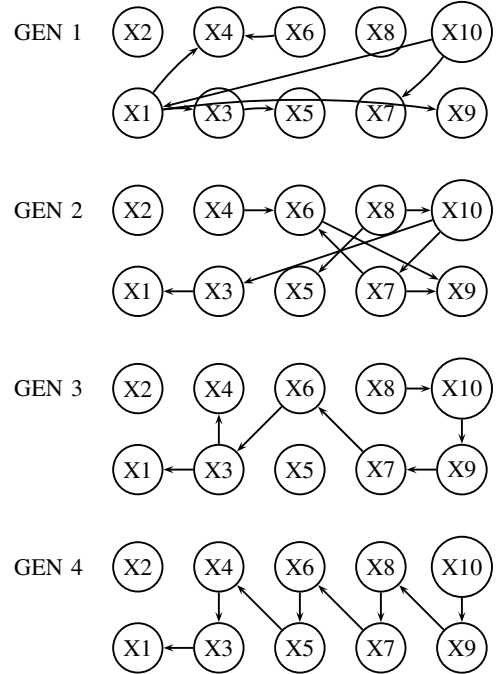 GEN 1 X2 X4 X6 X8 X10
X1 X3 X5 X7 X9
GEN 2 X2 X4 X6 X8 X10
X1 X3 X5 X7 X9
GEN 3 X2 X4 X6 X8 X10
X1 X3 X5 X7 X9
GEN 4 X2 X4 X6 X8 X10
X1 X3 X5 X7 X9